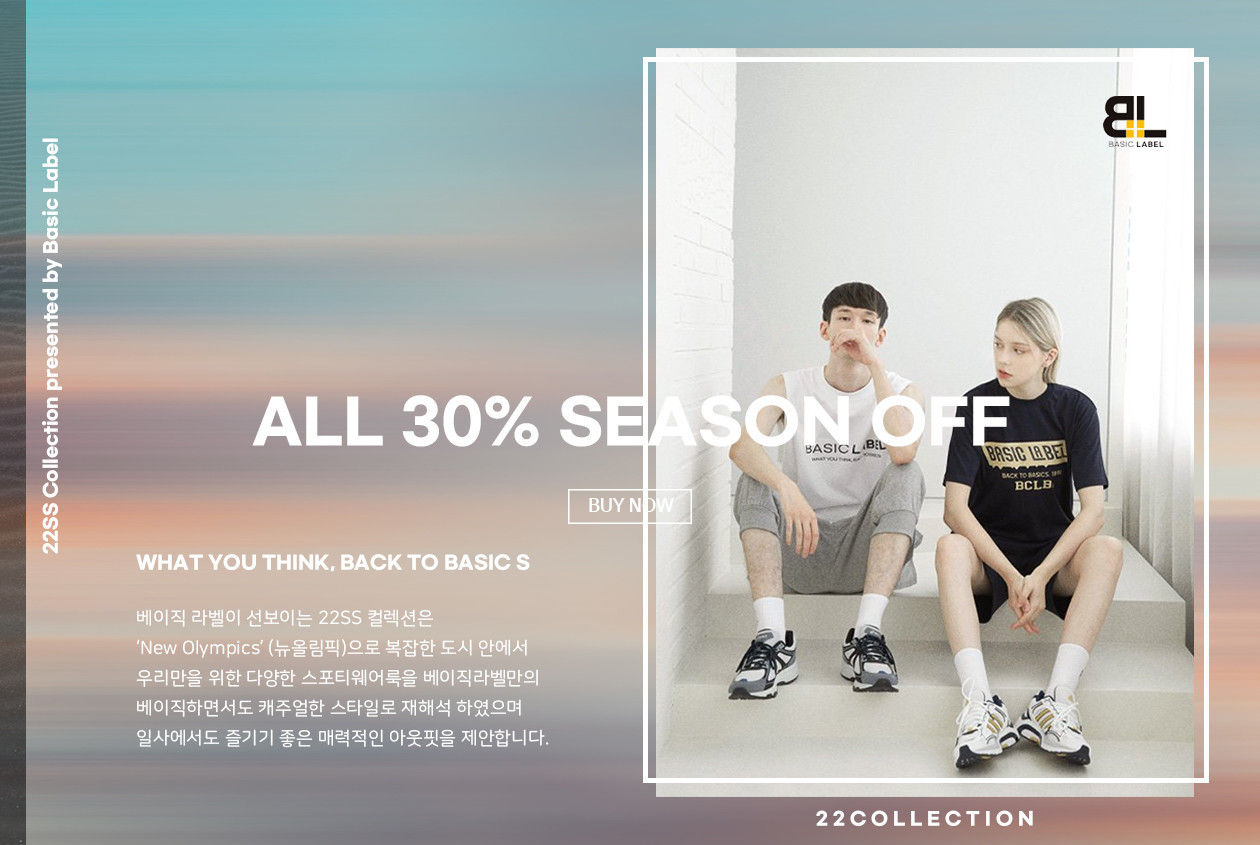 22SS Collection presented by Basic Label
BASIC LABEL
ALL 30% SEASON OFF
BASIC LABEL
BASIC LABEL
BACK TO BASICS.
BCLB
BUY NOW
WHAT YOU THINK, BACK TO BASIC S
베이직 라벨이 선보이는 22SS 컬렉션은
‘New Olympics’ (뉴올림픽)으로 복잡한 도시 안에서
우리만을 위한 다양한 스포티웨어룩을 베이직라벨만의
베이직하면서도 캐주얼한 스타일로 재해석 하였으며
일사에서도 즐기기 좋은 매력적인 아웃핏을 제안합니다.
22COLLECTION